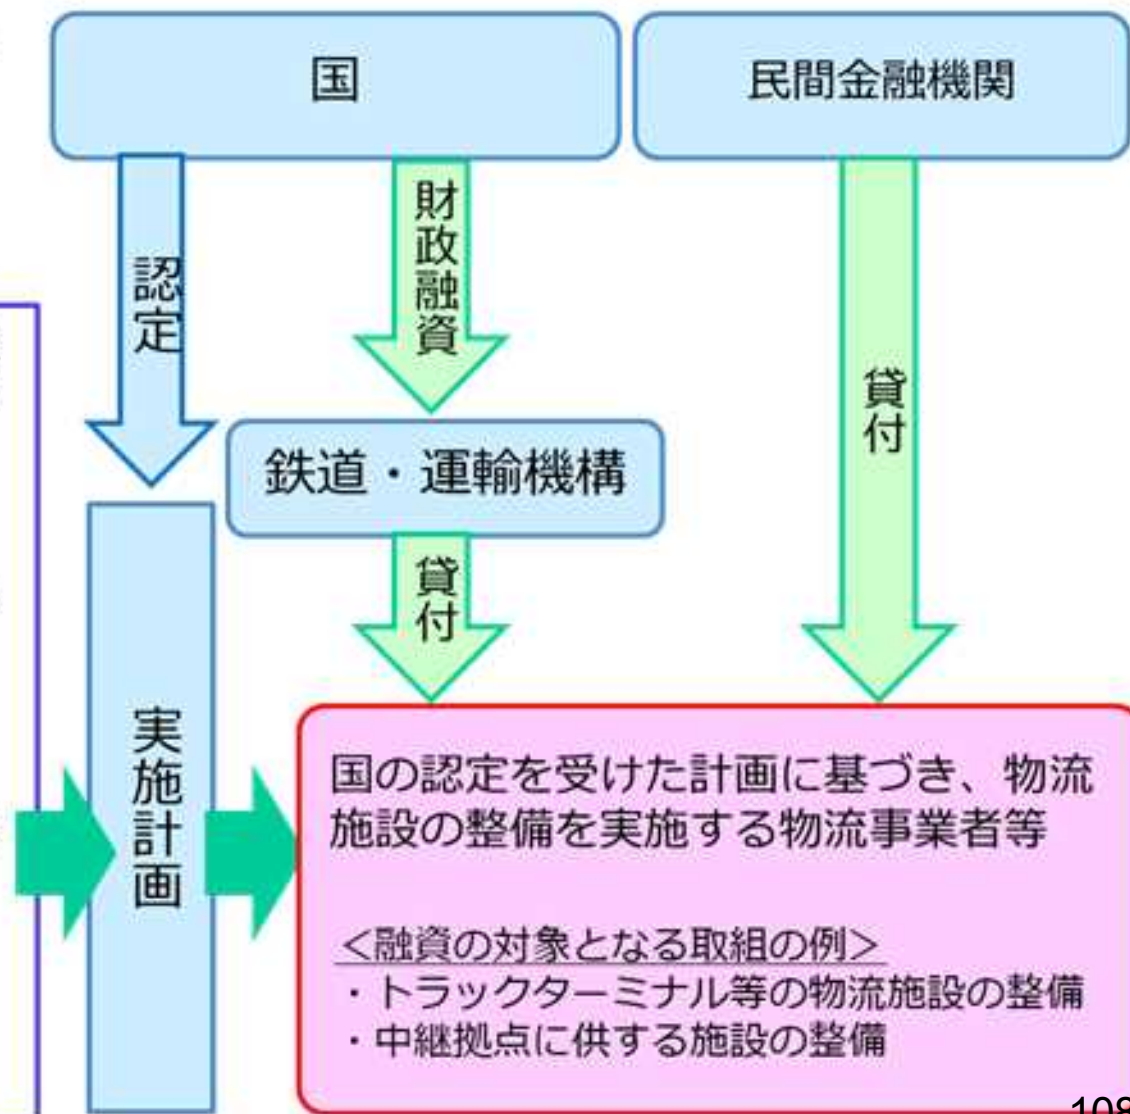 国
民間金融機関
認定
財政融資
貸付
鉄道・運輸機構
貸付
実施計画
国の認定を受けた計画に基づき、物流
施設の整備を実施する物流事業者等
＜融資の対象となる取組の例＞
・トラックターミナル等の物流施設の整備
・中継拠点に供する施設の整備
108